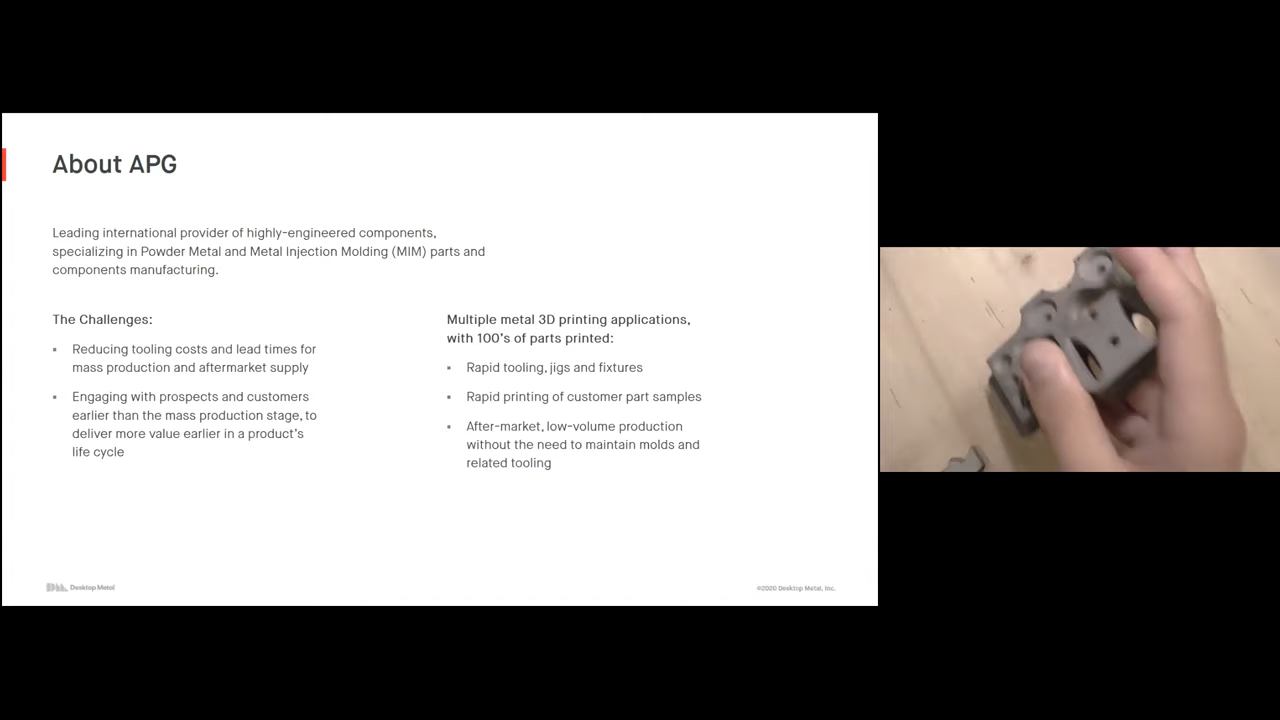 About APG
Leading international provider of highly-engineered components,
specializing in Powder Metal and Metal Injection Molding (MIM) parts and
components manufacturing.
The Challenges:
▪ Reducing tooling costs and lead times for
mass production and aftermarket supply
▪ Engaging with prospects and customers
earlier than the mass production stage, to
deliver more value earlier in a product's
life cycle
Multiple metal 3D printing applications,
with 100's of parts printed:
▪ Rapid tooling, jigs and fixtures
▪ Rapid printing of customer part samples
▪ After-market, low-volume production
without the need to maintain molds and
related tooling
DM. Desktop Metal
©2020 Desktop Metal, Inc.